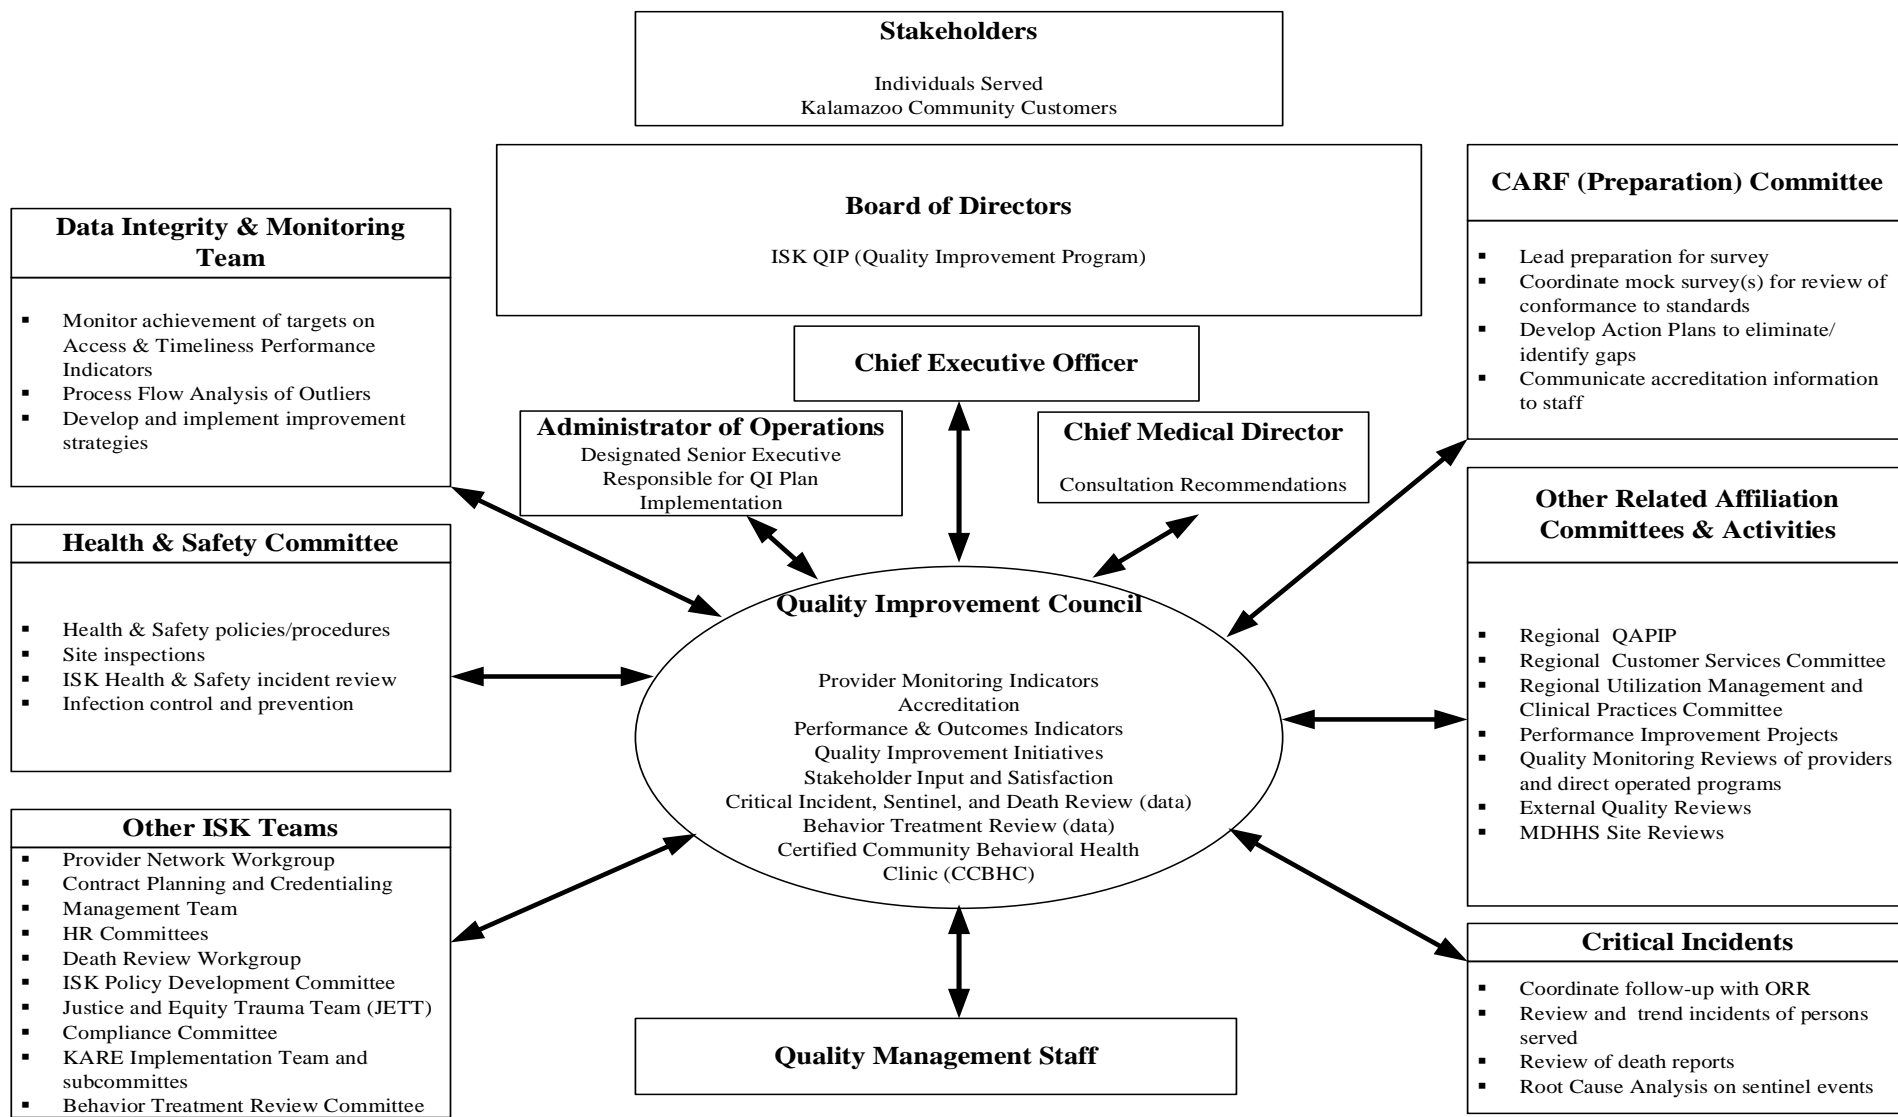 Stakeholders
Individuals Served
Kalamazoo Community Customers
Board of Directors
ISK QIP (Quality Improvement Program)
Chief Executive Officer
Administrator of Operations
Designated Senior Executive
Responsible for QI Plan
Implementation
Chief Medical Director
Consultation Recommendations
Data Integrity & Monitoring
Team
▪ Monitor achievement of targets on
Access & Timeliness Performance
Indicators
▪ Process Flow Analysis of Outliers
▪ Develop and implement improvement
strategies
Health & Safety Committee
▪ Health & Safety policies/procedures
▪ Site inspections
▪ ISK Health & Safety incident review
▪ Infection control and prevention
Other ISK Teams
▪ Provider Network Workgroup
▪ Contract Planning and Credentialing
▪ Management Team
▪ HR Committees
▪ Death Review Workgroup
▪ ISK Policy Development Committee
▪ Justice and Equity Trauma Team (JETT)
▪ Compliance Committee
▪ KARE Implementation Team and
subcommittes
▪ Behavior Treatment Review Committee
Quality Improvement Council
Provider Monitoring Indicators
Accreditation
Performance & Outcomes Indicators
Quality Improvement Initiatives
Stakeholder Input and Satisfaction
Critical Incident, Sentinel, and Death Review (data)
Behavior Treatment Review (data)
Certified Community Behavioral Health
Clinic (CCBHC)
Quality Management Staff
CARF (Preparation) Committee
▪ Lead preparation for survey
▪ Coordinate mock survey(s) for review of
conformance to standards
▪ Develop Action Plans to eliminate/
identify gaps
▪ Communicate accreditation information
to staff
Other Related Affiliation
Committees & Activities
▪ Regional QAPIP
▪ Regional Customer Services Committee
▪ Regional Utilization Management and
Clinical Practices Committee
▪ Performance Improvement Projects
▪ Quality Monitoring Reviews of providers
and direct operated programs
▪ External Quality Reviews
▪ MDHHS Site Reviews
Critical Incidents
▪ Coordinate follow-up with ORR
▪ Review and trend incidents of persons
served
▪ Review of death reports
▪ Root Cause Analysis on sentinel events